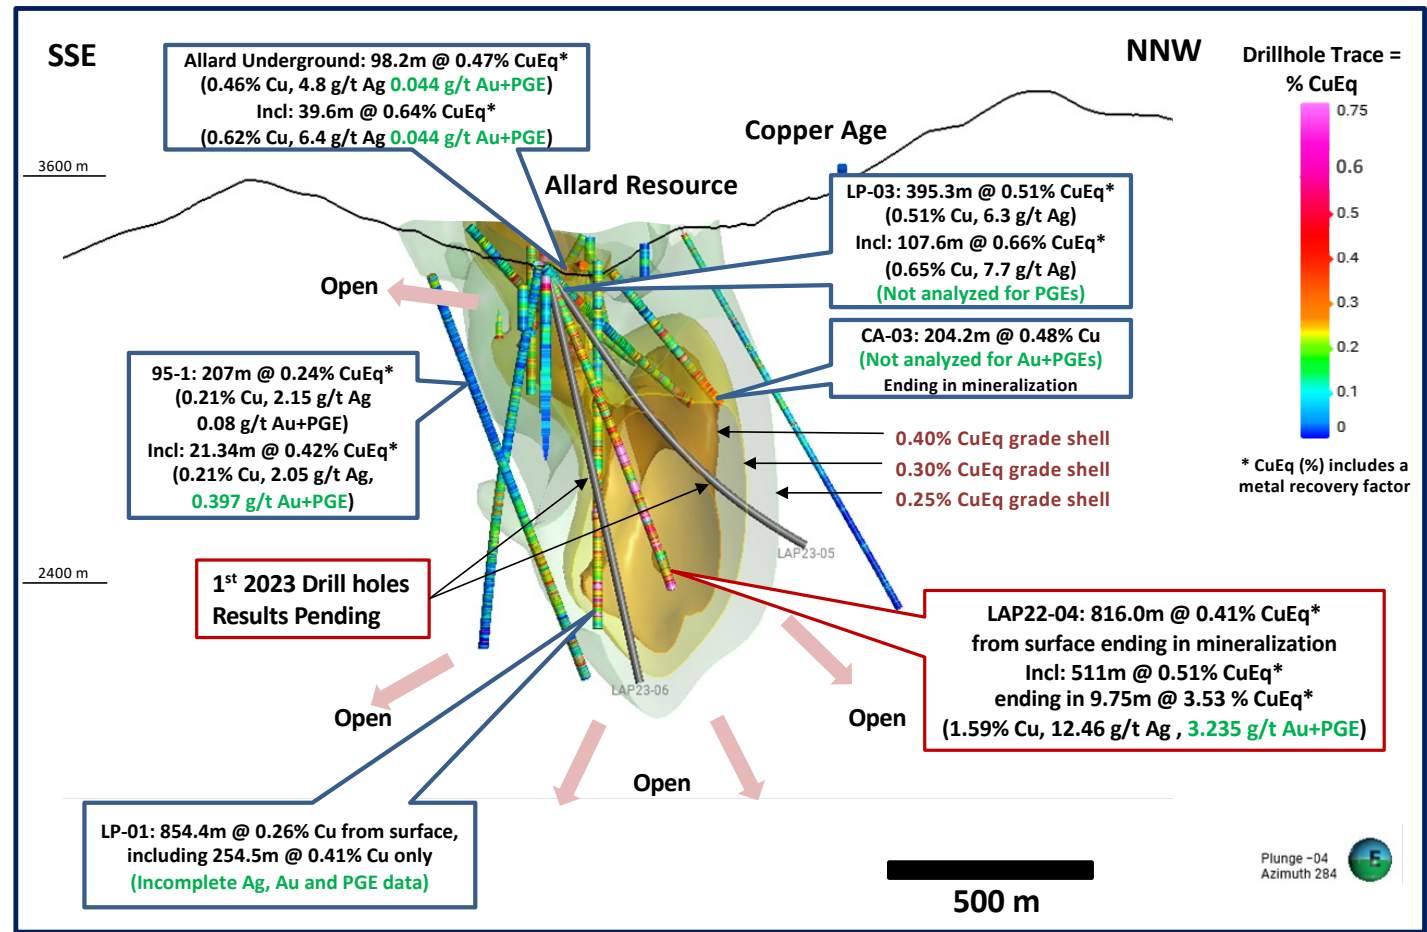 SSE
NNW
Allard Underground: 98.2m @ 0.47% CuEq*
(0.46% Cu, 4.8 g/t Ag 0.044 g/t Au+PGE)
Incl: 39.6m @ 0.64% CuEq*
(0.62% Cu, 6.4 g/t Ag 0.044 g/t Au+PGE)
Drillhole Trace =
% CuEq
0.75
0.6
0.5
0.4
0.3
0.2
0.1
0
* CuEq (%) includes a
metal recovery factor
Copper Age
3600 m
Allard Resource
LP-03: 395.3m @ 0.51% CuEq*
(0.51% Cu, 6.3 g/t Ag)
Incl: 107.6m @ 0.66% CuEq*
(0.65% Cu, 7.7 g/t Ag)
(Not analyzed for PGEs)
Open
CA-03: 204.2m @ 0.48% Cu
(Not analyzed for Au+PGEs)
Ending in mineralization
95-1: 207m @ 0.24% CuEq*
(0.21% Cu, 2.15 g/t Ag
0.08 g/t Au+PGE)
Incl: 21.34m @ 0.42% CuEq*
(0.21% Cu, 2.05 g/t Ag,
0.397 g/t Au+PGE)
0.40% CuEq grade shell
0.30% CuEq grade shell
0.25% CuEq grade shell
LAP23-05
2400 m
1st 2023 Drill holes
Results Pending
LAP22-04: 816.0m @ 0.41% CuEq*
from surface ending in mineralization
Incl: 511m @ 0.51% CuEq*
ending in 9.75m @ 3.53 % CuEq*
(1.59% Cu, 12.46 g/t Ag , 3.235 g/t Au+PGE)
LAP23-06
Open
Open
Open
LP-01: 854.4m @ 0.26% Cu from surface,
including 254.5m @ 0.41% Cu only
(Incomplete Ag, Au and PGE data)
500 m
Plunge -04
Azimuth 284
E